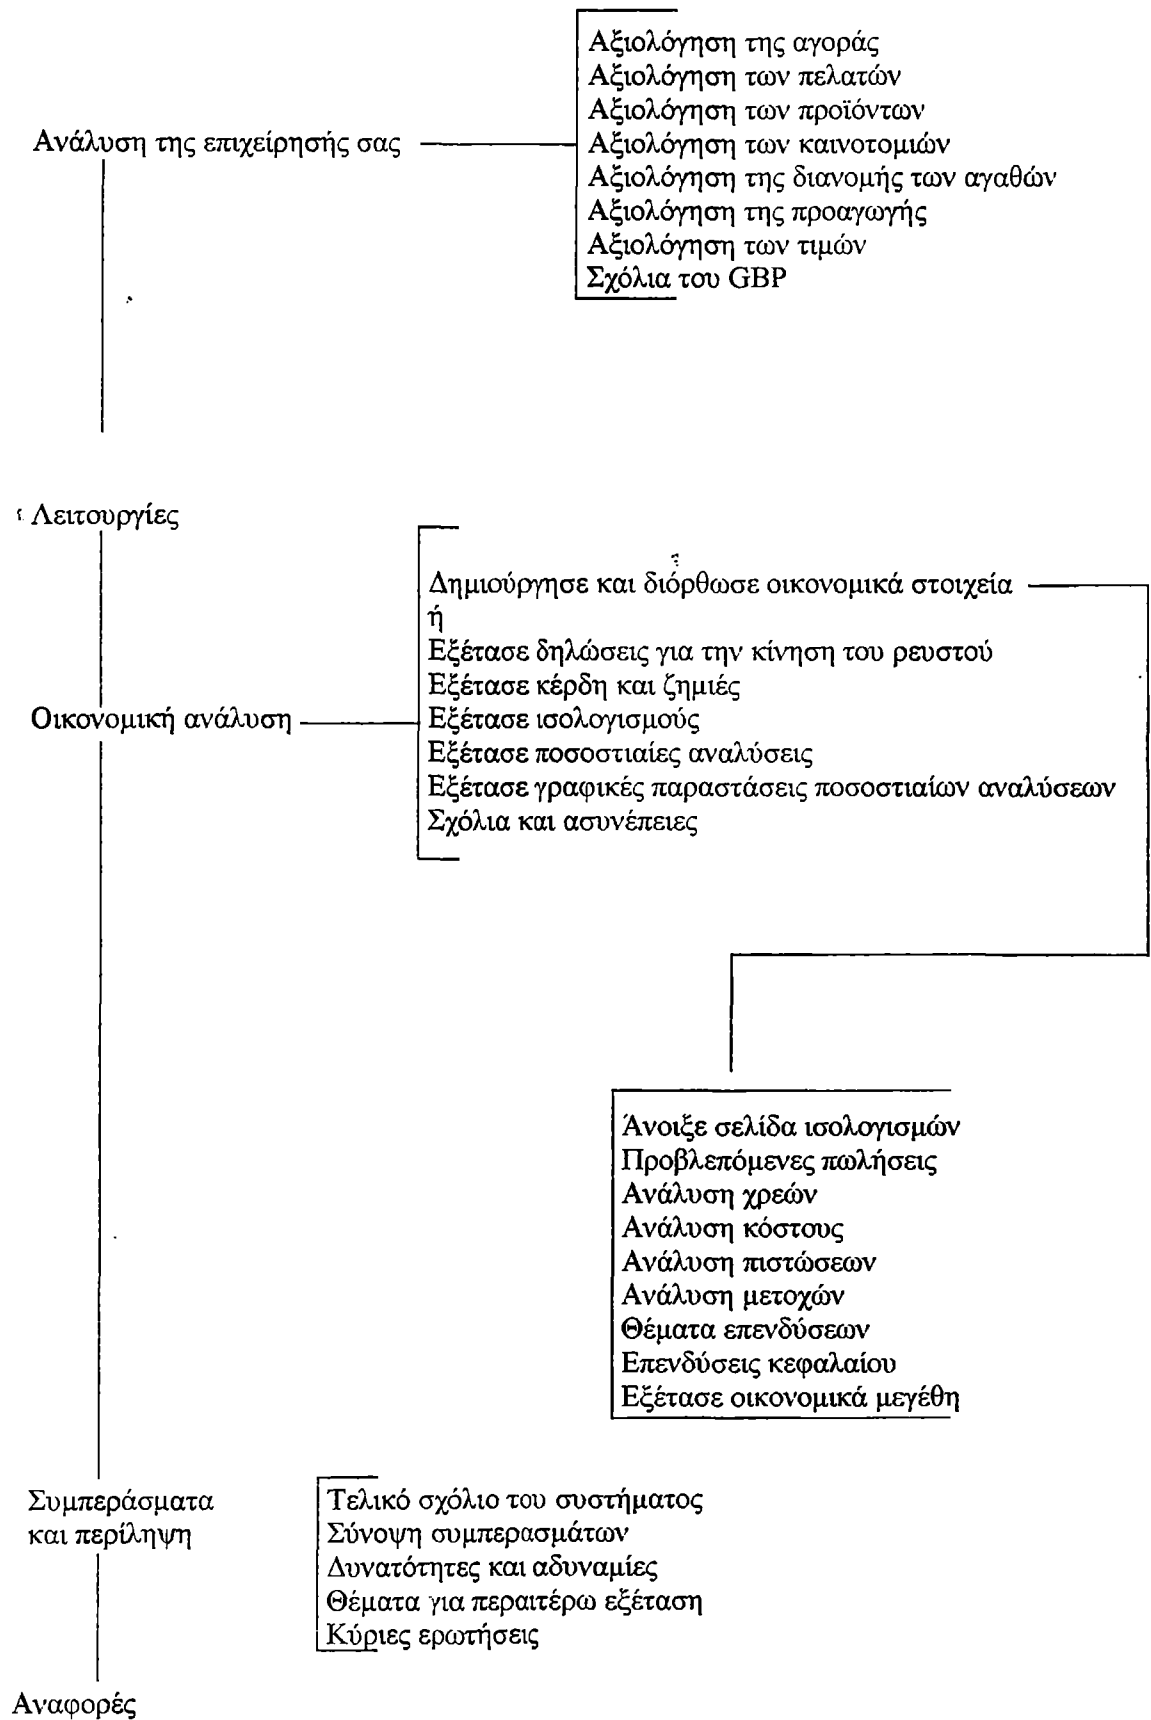 Αξιολόγηση της αγοράς
Αξιολόγηση των πελατών
Αξιολόγηση των προϊόντων
Ανάλυση της επιχείρησής σας
Αξιολόγηση των καινοτομιών
Αξιολόγηση της διανομής των αγαθών
Αξιολόγηση της προαγωγής
Αξιολόγηση των τιμών
Σχόλια του GBP
Λειτουργίες
Δημιούργησε και διόρθωσε οικονομικά στοιχεία
ή
Εξέτασε δηλώσεις για την κίνηση του ρευστού
Εξέτασε κέρδη και ζημιές
Οικονομική ανάλυση
Εξέτασε ισολογισμούς
Εξέτασε ποσοστιαίες αναλύσεις
Εξέτασε γραφικές παραστάσεις ποσοστιαίων αναλύσεων
Σχόλια και ασυνέπειες
Άνοιξε σελίδα ισολογισμών
Προβλεπόμενες πωλήσεις
Ανάλυση χρεών
Ανάλυση κόστους
Ανάλυση πιστώσεων
Ανάλυση μετοχών
Θέματα επενδύσεων
Επενδύσεις κεφαλαίου
Εξέτασε οικονομικά μεγέθη
Συμπεράσματα
και περίληψη
Τελικό σχόλιο του συστήματος
Σύνοψη συμπερασμάτων
Δυνατότητες και αδυναμίες
Θέματα για περαιτέρω εξέταση
Κύριες ερωτήσεις
Αναφορές